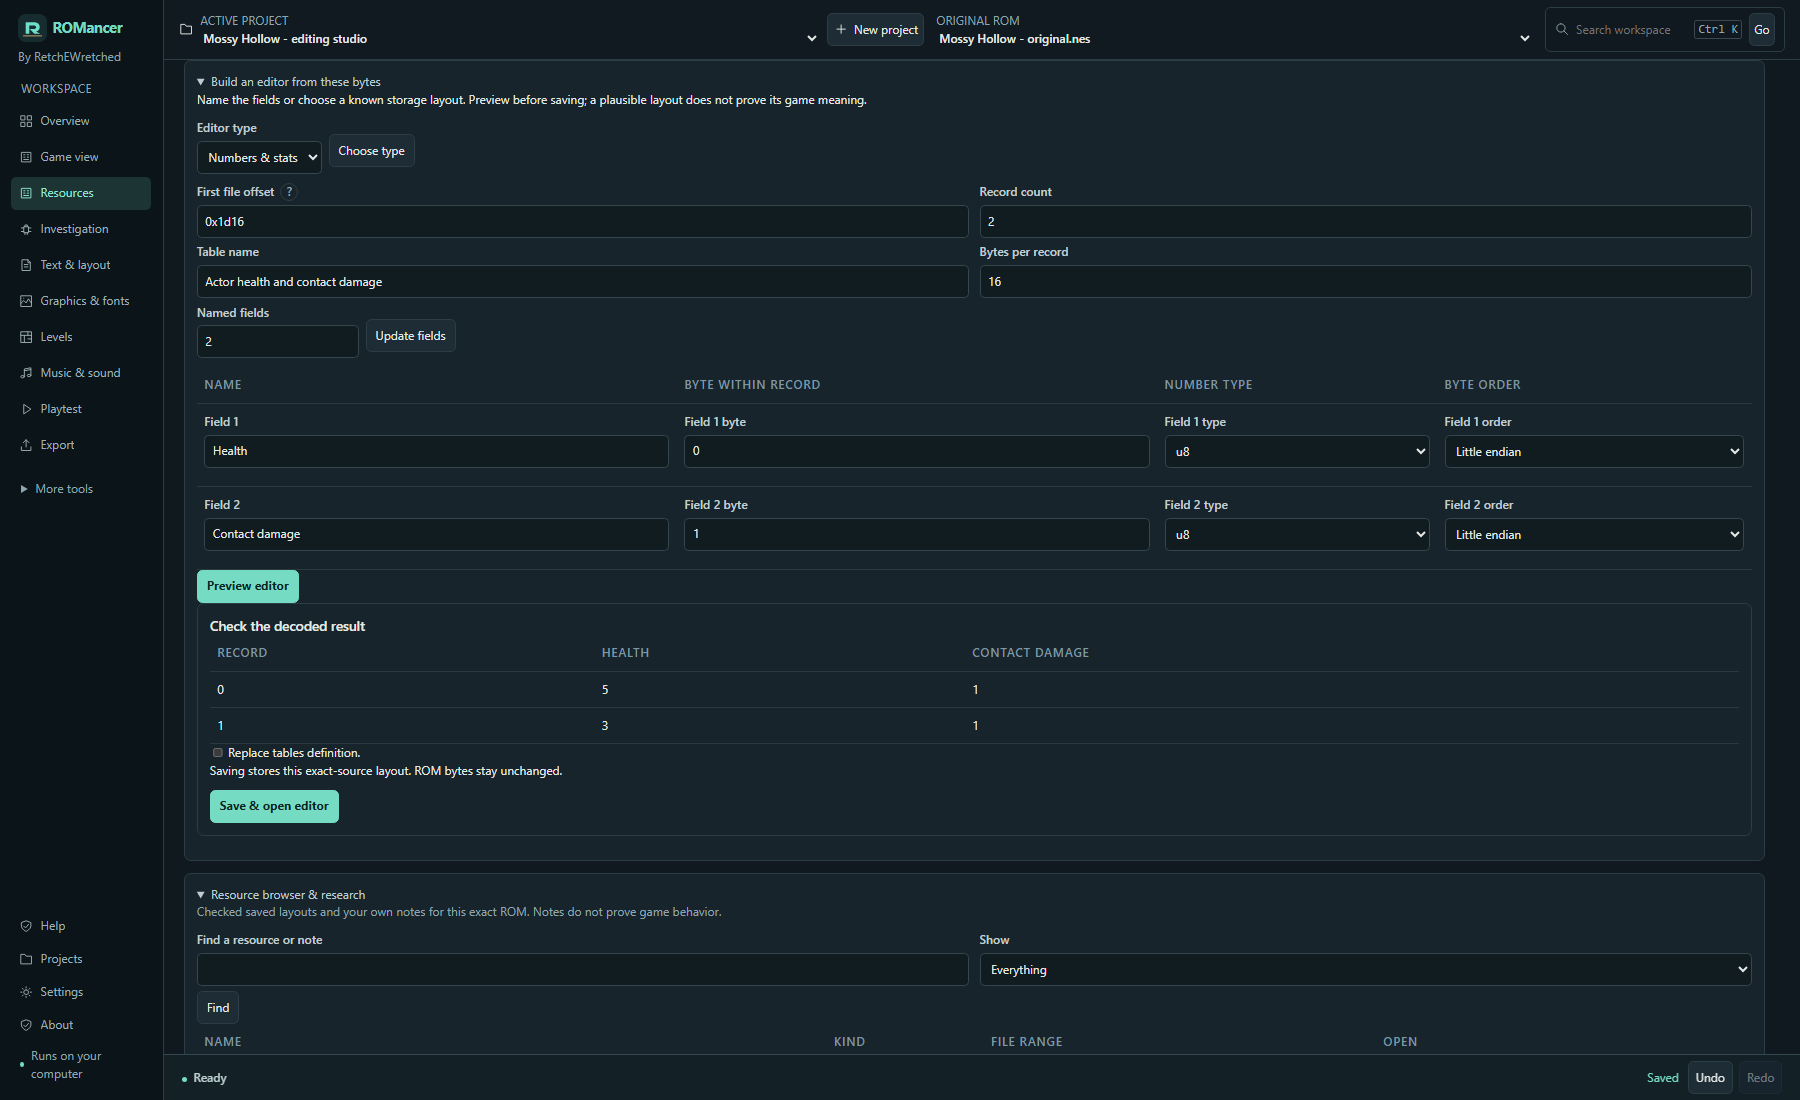 ROMancer
By RetchEWretched
WORKSPACE
Overview
Game view
Resources
Investigation
Text & layout
Graphics & fonts
Levels
Music & sound
Playtest
Export
More tools
Help
Projects
Settings
About
Runs on your
computer
ACTIVE PROJECT
Mossy Hollow - editing studio
New project
ORIGINAL ROM
Mossy Hollow - original.nes
Search workspace
Ctrl K
Go
Build an editor from these bytes
Name the fields or choose a known storage layout. Preview before saving; a plausible layout does not prove its game meaning.
Editor type
Numbers & stats
Choose type
First file offset ?
Record count
0x1d16
2
Table name
Bytes per record
Actor health and contact damage
16
Named fields
2
Update fields
NAME BYTE WITHIN RECORD NUMBER TYPE BYTE ORDER
Field 1 Field 1 byte Field 1 type Field 1 order
Health 0 u8 Little endian
Field 2 Field 2 byte Field 2 type Field 2 order
Contact damage 1 u8 Little endian
Preview editor
Check the decoded result
RECORD HEALTH CONTACT DAMAGE
0 5 1
1 3 1
Replace tables definition.
Saving stores this exact-source layout. ROM bytes stay unchanged.
Save & open editor
Resource browser & research
Checked saved layouts and your own notes for this exact ROM. Notes do not prove game behavior.
Find a resource or note
Show
Everything
Find
NAME KIND FILE RANGE OPEN
Ready
Saved
Undo
Redo